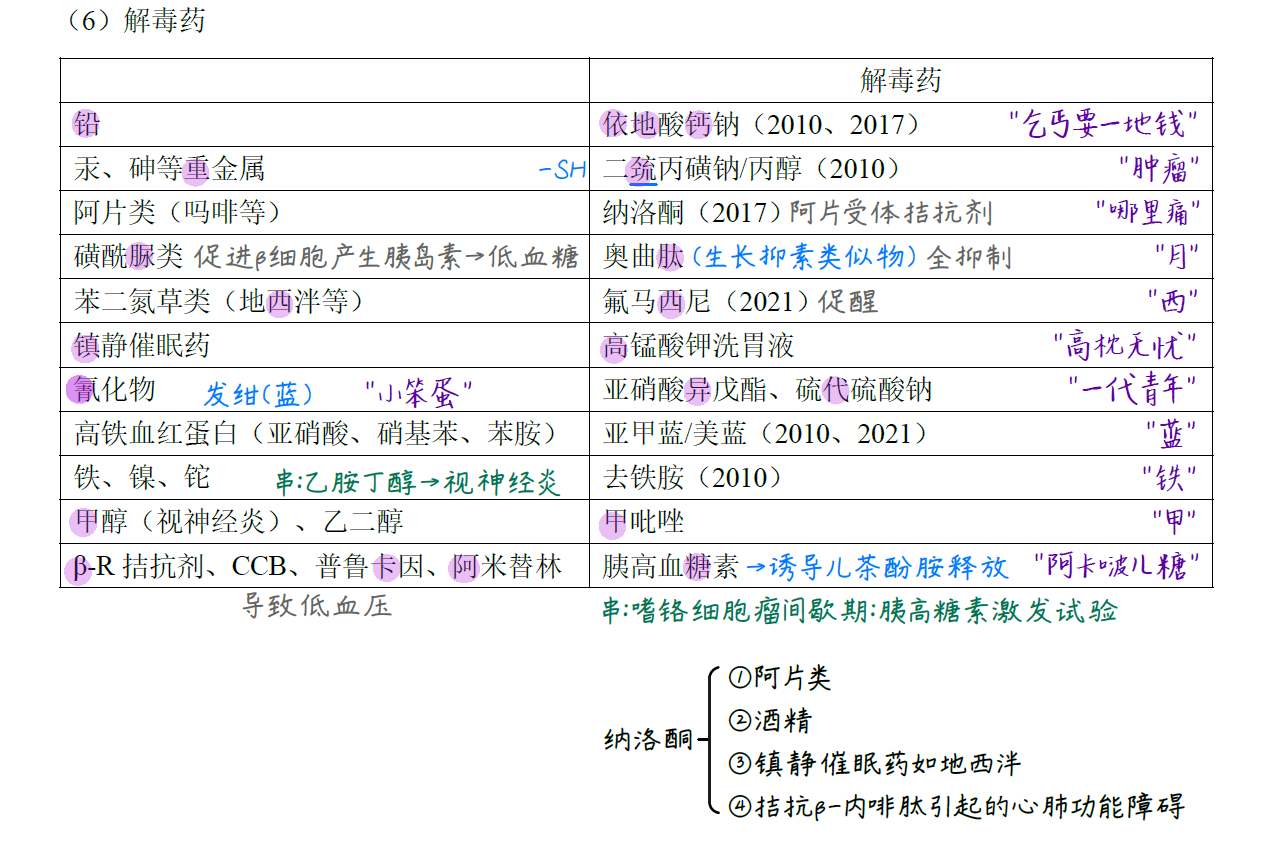 （6）解毒药
解毒药
铅 依地酸钙钠（2010、2017） "乞丐要一地钱"
汞、砷等重金属 -SH 二巯丙磺钠/丙醇（2010） "肿瘤"
阿片类（吗啡等） 纳洛酮（2017）阿片受体拮抗剂 "哪里痛"
磺酰脲类 促进β细胞产生胰岛素→低血糖 奥曲肽(生长抑素类似物)全抑制 "月"
苯二氮草类（地西泮等） 氟马西尼（2021）促醒 "西"
镇静催眠药 高锰酸钾洗胃液 "高枕无忧"
氰化物 发绀(蓝) "小笨蛋" 亚硝酸异戊酯、硫代硫酸钠 "一代青年"
高铁血红蛋白（亚硝酸、硝基苯、苯胺） 亚甲蓝/美蓝（2010、2021） "蓝"
铁、镍、铊 串:乙胺丁醇→视神经炎 去铁胺（2010） "铁"
甲醇（视神经炎）、乙二醇 甲吡唑 "甲"
β-R 拮抗剂、CCB、普鲁卡因、阿米替林 胰高血糖素→诱导儿茶酚胺释放 "阿卡啵儿糖"
导致低血压 串:嗜铬细胞瘤间歇期:胰高糖素激发试验
纳洛酮
①阿片类
②酒精
③镇静催眠药如地西泮
④拮抗β-内啡肽引起的心肺功能障碍